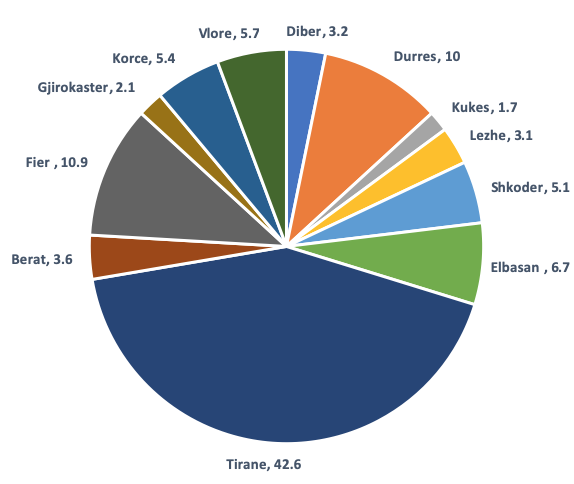 Diber, 3.2
Durres, 10
Kukes, 1.7
Lezhe, 3.1
Shkoder, 5.1
Elbasan , 6.7
Tirane, 42.6
Berat, 3.6
Fier , 10.9
Gjirokaster, 2.1
Korce, 5.4
Vlore, 5.7